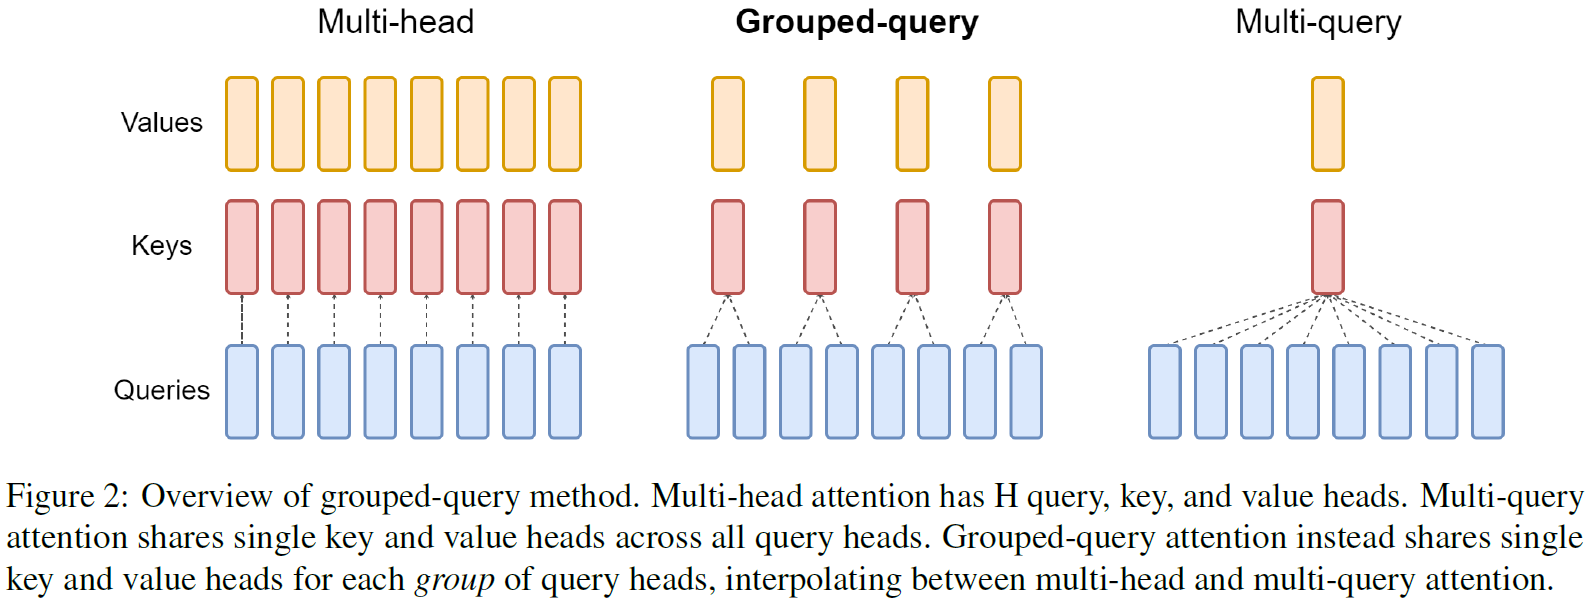 Multi-head
Grouped-query
Multi-query
Values
Keys
Queries
Figure 2: Overview of grouped-query method. Multi-head attention has H query, key, and value heads. Multi-query
attention shares single key and value heads across all query heads. Grouped-query attention instead shares single
key and value heads for each group of query heads, interpolating between multi-head and multi-query attention.